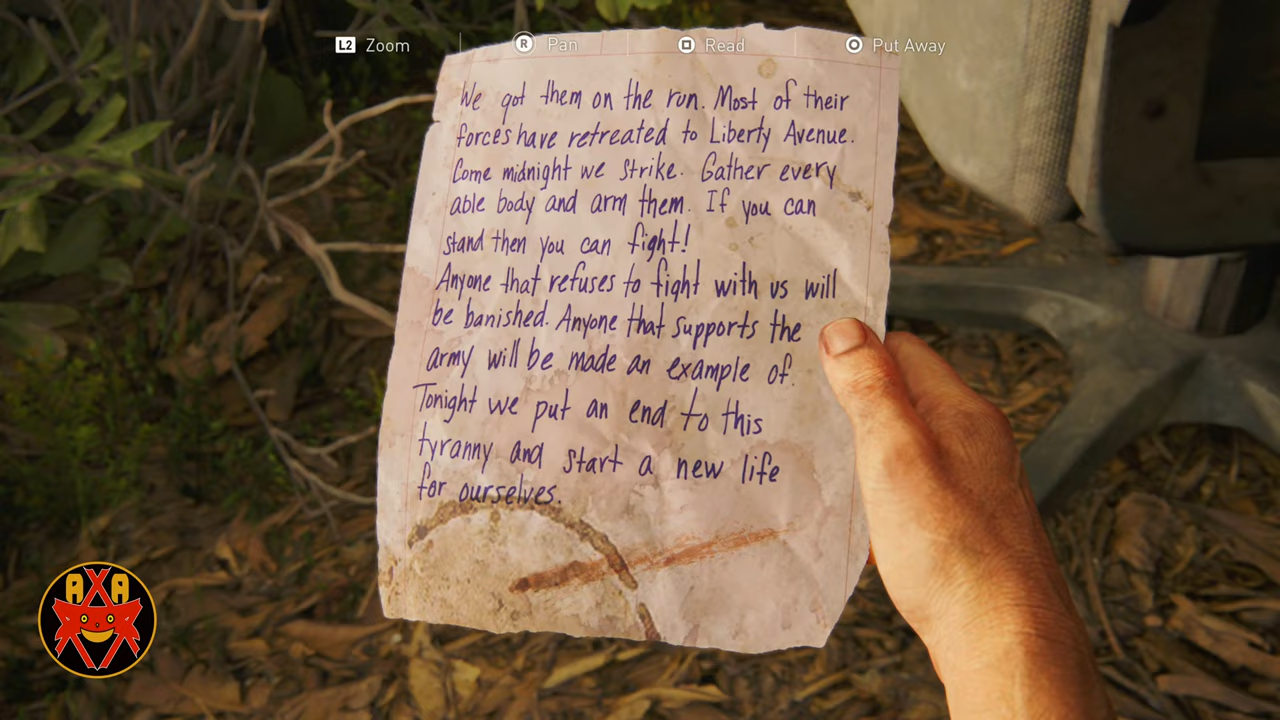 L2 Zoom R Pan Read Put Away
We got them on the run. Most of their
forces have retreated to Liberty Avenue.
Come midnight we strike. Gather every
able body and arm them. If you can
stand then you can fight!
Anyone that refuses to fight with us will
be banished. Anyone that supports the
army will be made an example of.
Tonight we put an end to this
tyranny and start a new life
for ourselves.
AXA